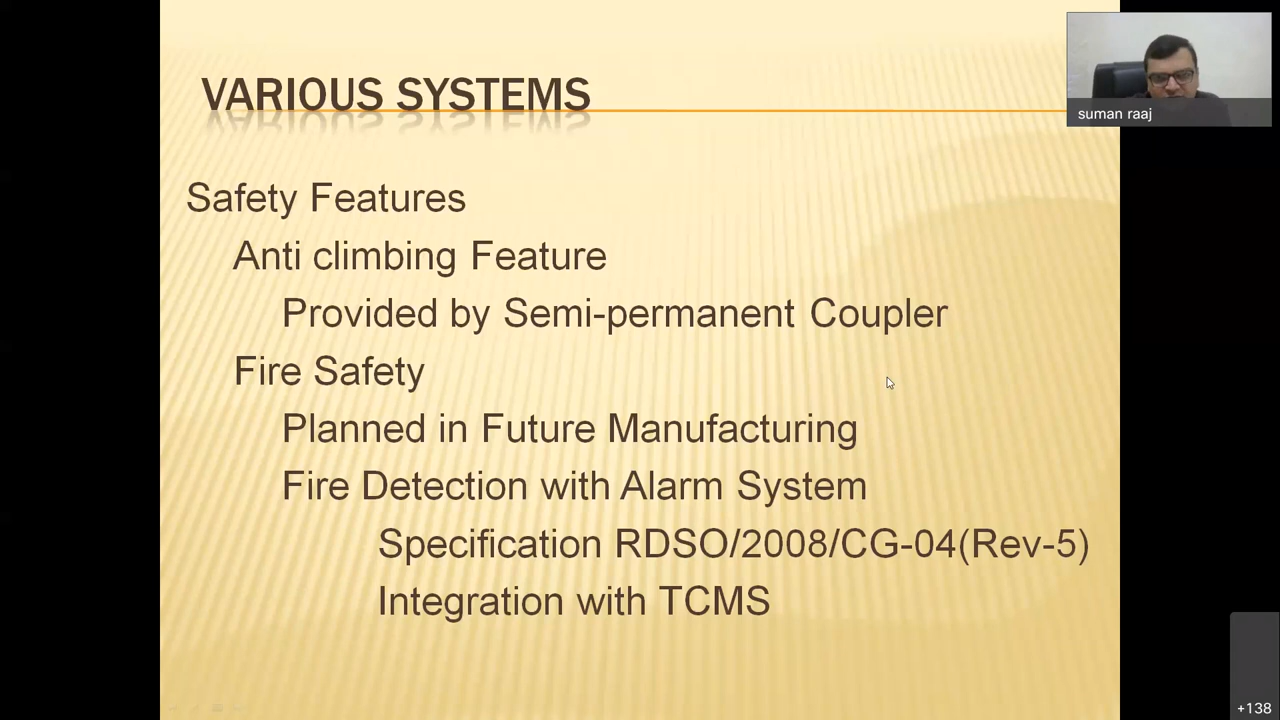 VARIOUS SYSTEMS
suman raaj
Safety Features
Anti climbing Feature
Provided by Semi-permanent Coupler
Fire Safety
Planned in Future Manufacturing
Fire Detection with Alarm System
Specification RDSO/2008/CG-04(Rev-5)
Integration with TCMS
+138